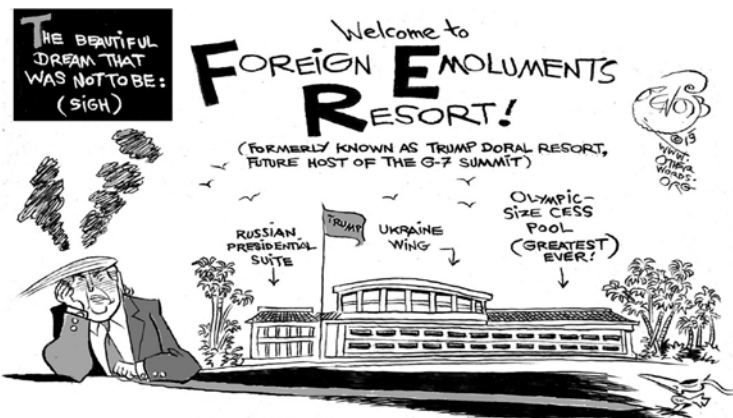 THE BEAUTIFUL
DREAM THAT
WAS NOT TO BE:
(SIGH)
Welcome to
FOREIGN EMOLUMENTS
RESORT!
(FORMERLY KNOWN AS TRUMP DORAL RESORT,
FUTURE HOST OF THE G-7 SUMMIT)
©19
WWW.
OTHER
WORDS.
ORG
RUSSIAN
PRESIDENTIAL
SUITE
TRUMP
UKRAINE
WING
OLYMPIC-
SIZE CESS
POOL
(GREATEST)
EVER!